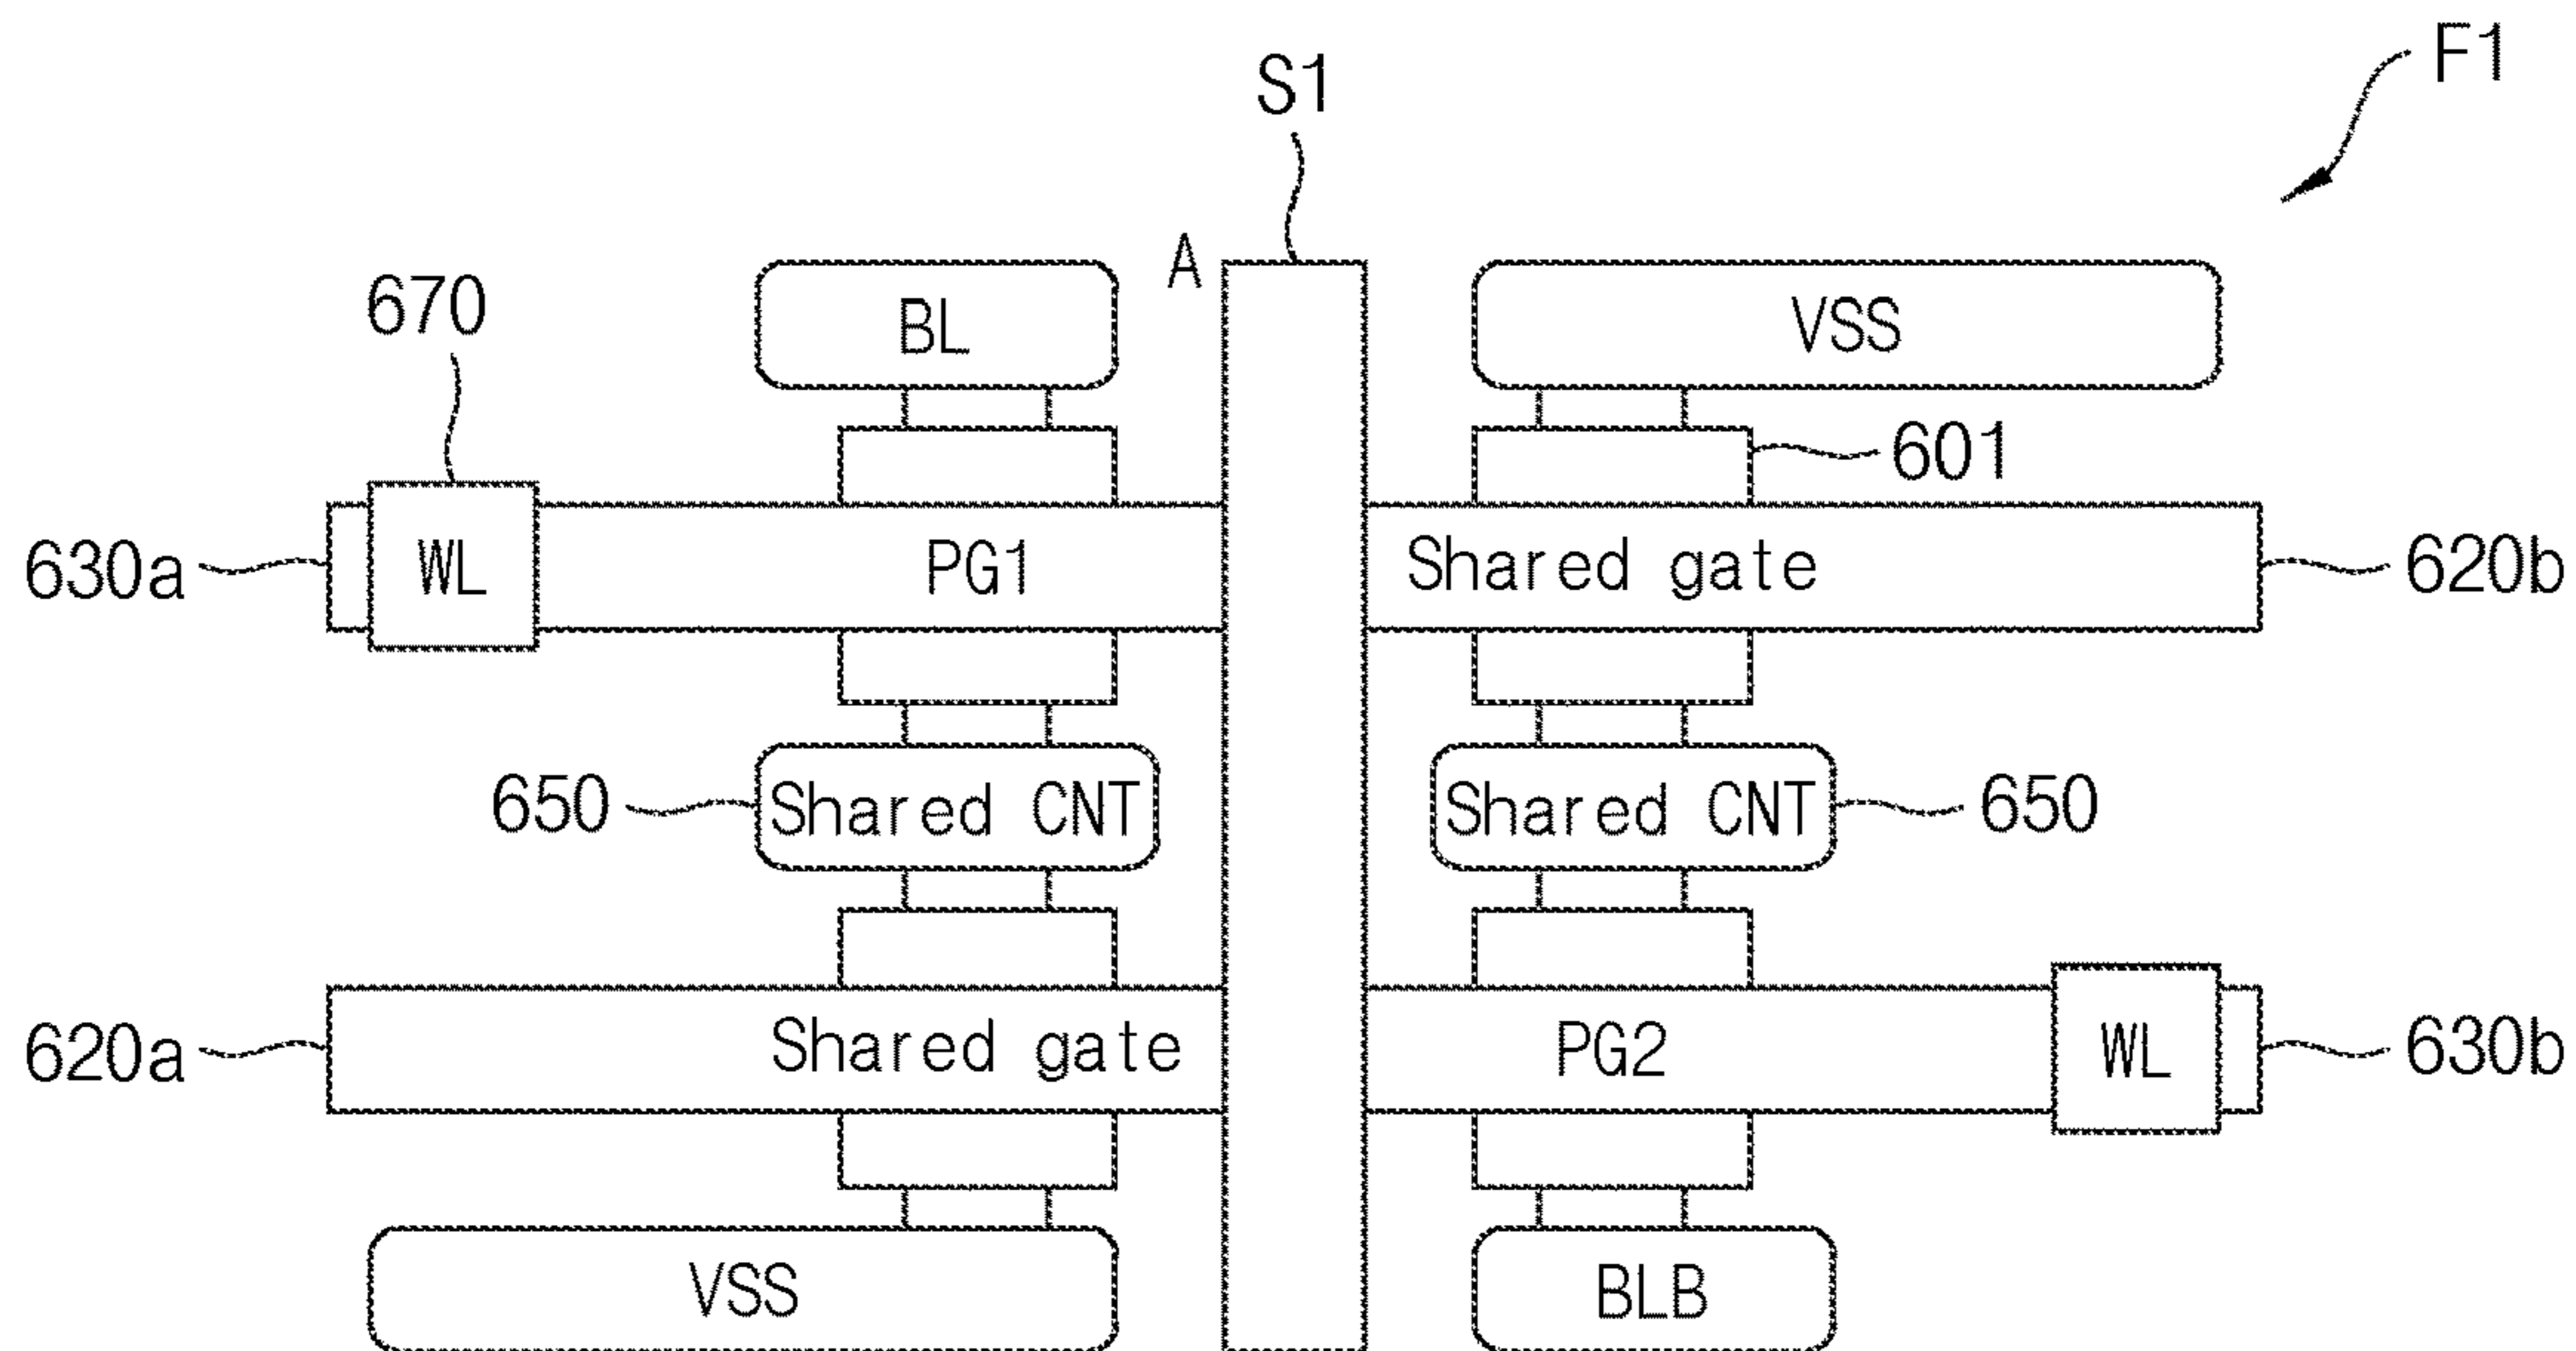 F1
S1
A
BL
VSS
670
601
630a
WL
PG1
Shared gate
620b
650
Shared CNT
Shared CNT
650
620a
Shared gate
PG2
WL
630b
VSS
BLB